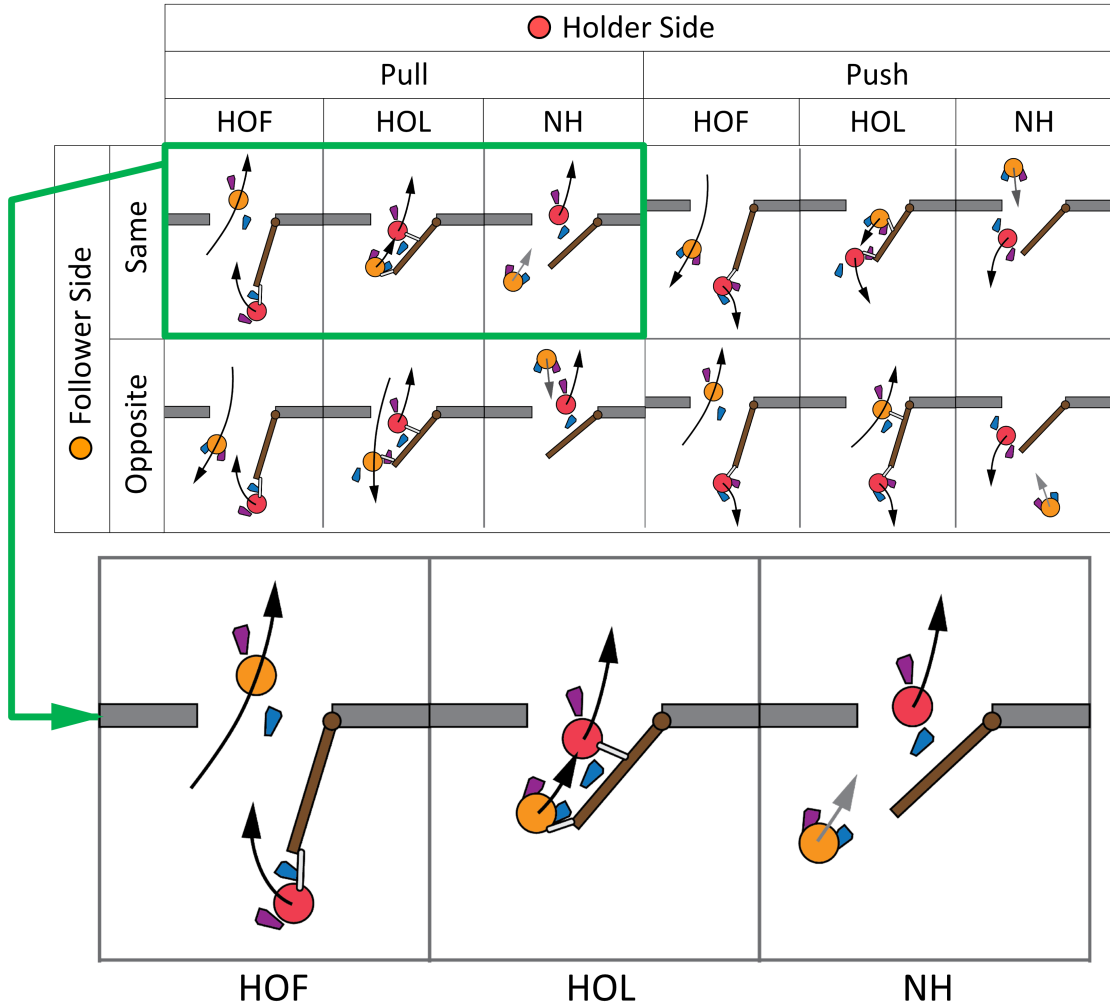 Holder Side
Pull
Push
HOF
HOL
NH
HOF
HOL
NH
Follower Side
Same
Opposite
HOF
HOL
NH